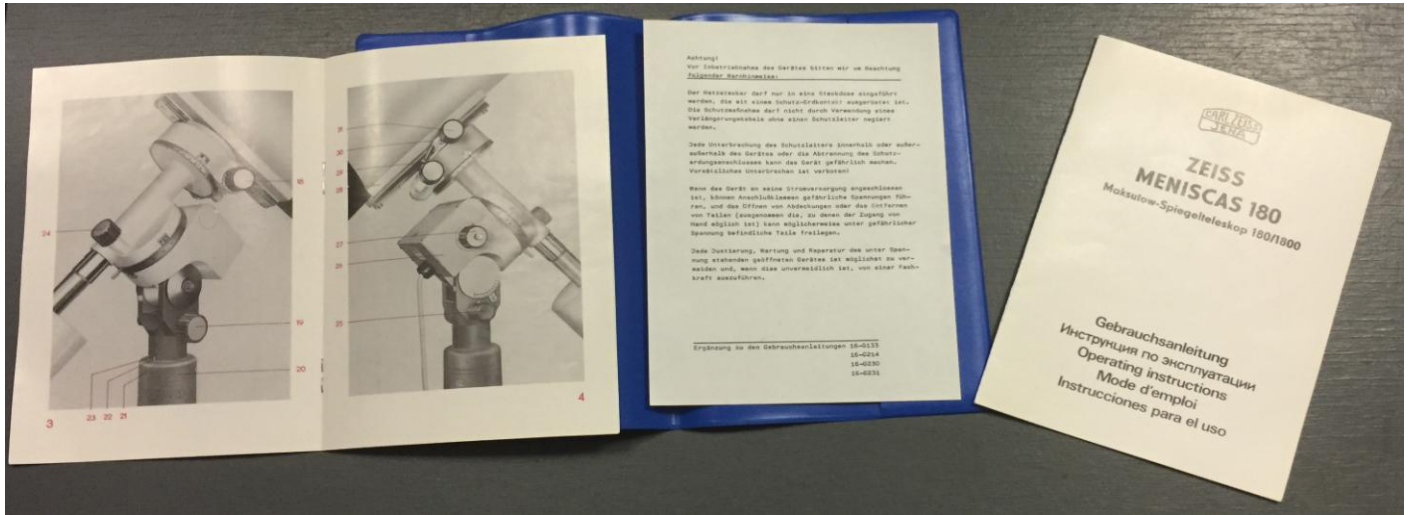 24
18
19
20
23 22 21
3
31
30
29
28
27
26
25
4
Achtung!
Vor Inbetriebnahme des Gerätes bitten wir um Beachtung
folgender Warnhinweise:
Der Netzstecker darf nur in eine Steckdose eingeführt
werden, die mit einem Schutz-Erdkontakt ausgerüstet ist.
Die Schutzmaßnahme darf nicht durch Verwendung eines
Verlängerungskabels ohne einen Schutzleiter negiert
werden.
Jede Unterbrechung des Schutzleiters innerhalb oder außer-
außerhalb des Gerätes oder die Abtrennung des Schutz-
erdungsanschlusses kann das Gerät gefährlich machen.
Vorsätzliches Unterbrechen ist verboten!
Wenn das Gerät an seine Stromversorgung angeschlossen
ist, können Anschlußklemmen gefährliche Spannungen füh-
ren, und das Öffnen von Abdeckungen oder das Entfernen
von Teilen (ausgenommen die, zu denen der Zugang von
Hand möglich ist) kann möglicherweise unter gefährlicher
Spannung befindliche Teile freilegen.
Jede Justierung, Wartung und Reparatur des unter Span-
nung stehenden geöffneten Gerätes ist möglichst zu ver-
meiden und, wenn dies unvermeidlich ist, von einer Fach-
kraft auszuführen.
Ergänzung zu den Gebrauchsanleitungen 16-G133
16-G214
16-G230
16-G231
CARL ZEISS
JENA
ZEISS
MENISCAS 180
Maksutow-Spiegelteleskop 180/1800
Gebrauchsanleitung
Инструкция по эксплуатации
Operating instructions
Mode d'emploi
Instrucciones para el uso